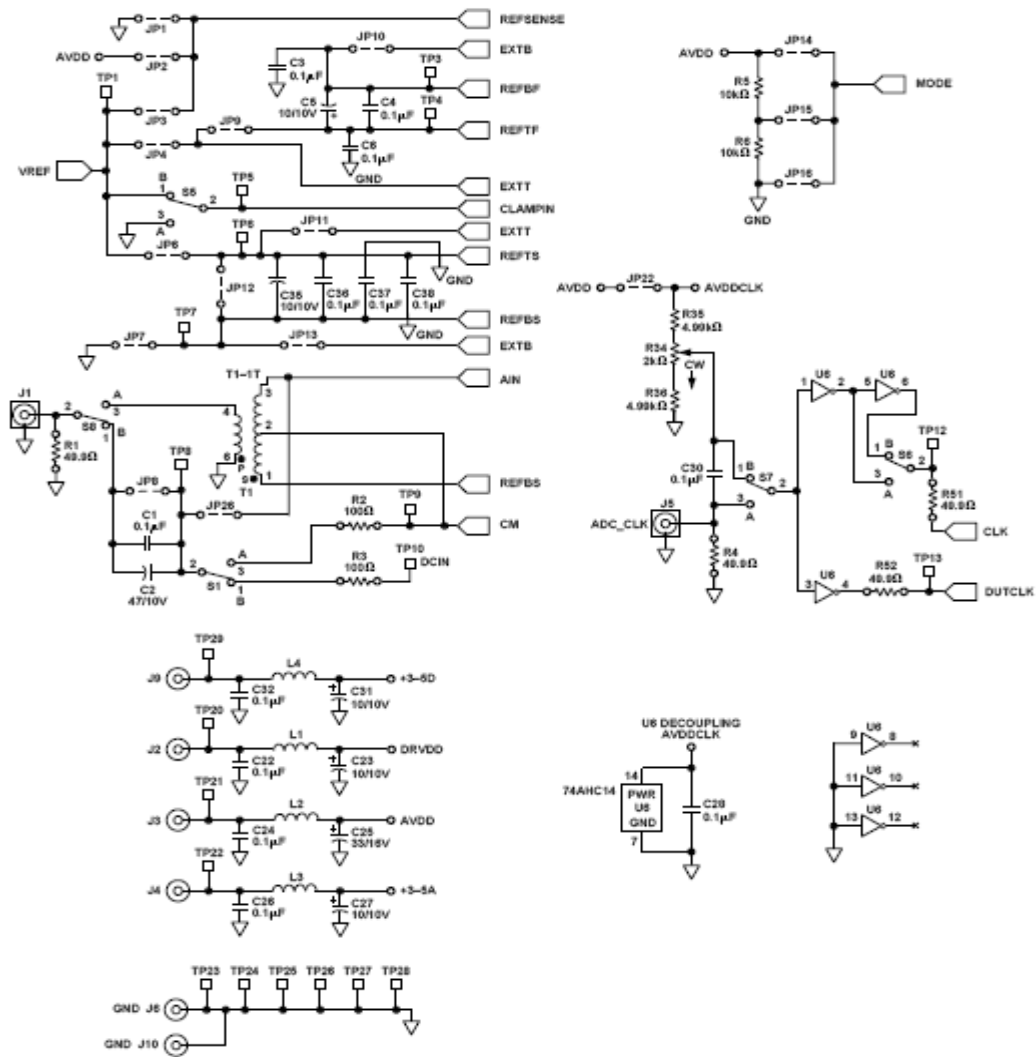 JP1
REFSENSE
AVDD
JP2
JP10
EXTB
C3
0.1µF
TP1
TP3
C5
10/10V
C4
0.1µF
REFBF
TP4
JP3
JP9
REFTF
JP4
C6
0.1µF
VREF
GND
EXTT
B
1
S5
2
TP5
CLAMPIN
3
A
TP6
JP11
EXTT
JP6
REFTS
GND
JP12
C35
10/10V
C36
0.1µF
C37
0.1µF
C38
0.1µF
GND
REFBS
TP7
JP7
JP13
EXTB
AVDD
JP14
R5
10kΩ
MODE
JP15
R6
10kΩ
JP16
GND
T1–1T
AIN
J1
A
2
3
S8
1
B
R1
49.9Ω
4
3
2
6
P
9
1
T1
TP8
REFBS
JP8
JP26
R2
100Ω
TP9
CM
C1
0.1µF
A
2
3
S1
1
B
R3
100Ω
TP10
DCIN
C2
47/10V
AVDD
JP22
AVDDCLK
R35
4.99kΩ
R34
2kΩ
CW
R36
4.99kΩ
C30
0.1µF
B
1
S7
2
3
A
ADC_CLK
J5
R4
49.9Ω
1
U6
2
5
U6
6
TP12
1
B
S6
2
3
A
R51
49.9Ω
CLK
3
U6
4
R52
49.9Ω
TP13
DUTCLK
TP29
J9
L4
C32
0.1µF
C31
10/10V
+3–5D
TP20
J2
L1
C22
0.1µF
C23
10/10V
DRVDD
TP21
J3
L2
C24
0.1µF
C25
33/16V
AVDD
TP22
J4
L3
C26
0.1µF
C27
10/10V
+3–5A
U6 DECOUPLING
AVDDCLK
14
74AHC14
PWR
U6
GND
7
C28
0.1µF
9
U6
8
11
U6
10
13
U6
12
TP23
TP24
TP25
TP26
TP27
TP28
GND J6
GND J10